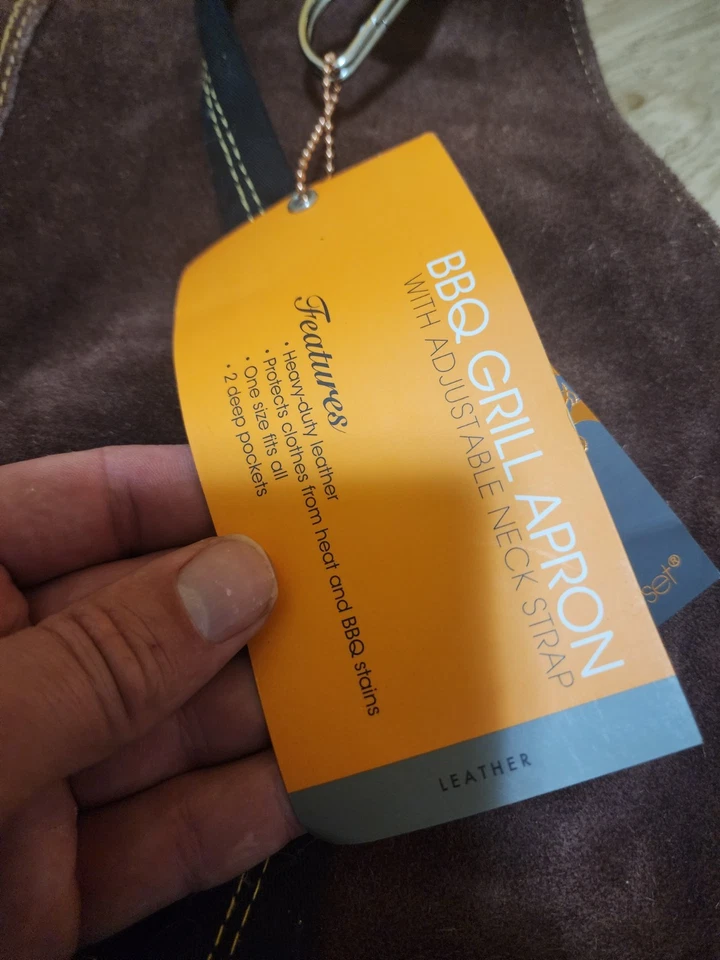 BBQ GRILL APRON
WITH ADJUSTABLE NECK STRAP
Features
• Heavy-duty leather
• Protects clothes from heat and BBQ stains
• One size fits all
• 2 deep pockets
LEATHER
set®